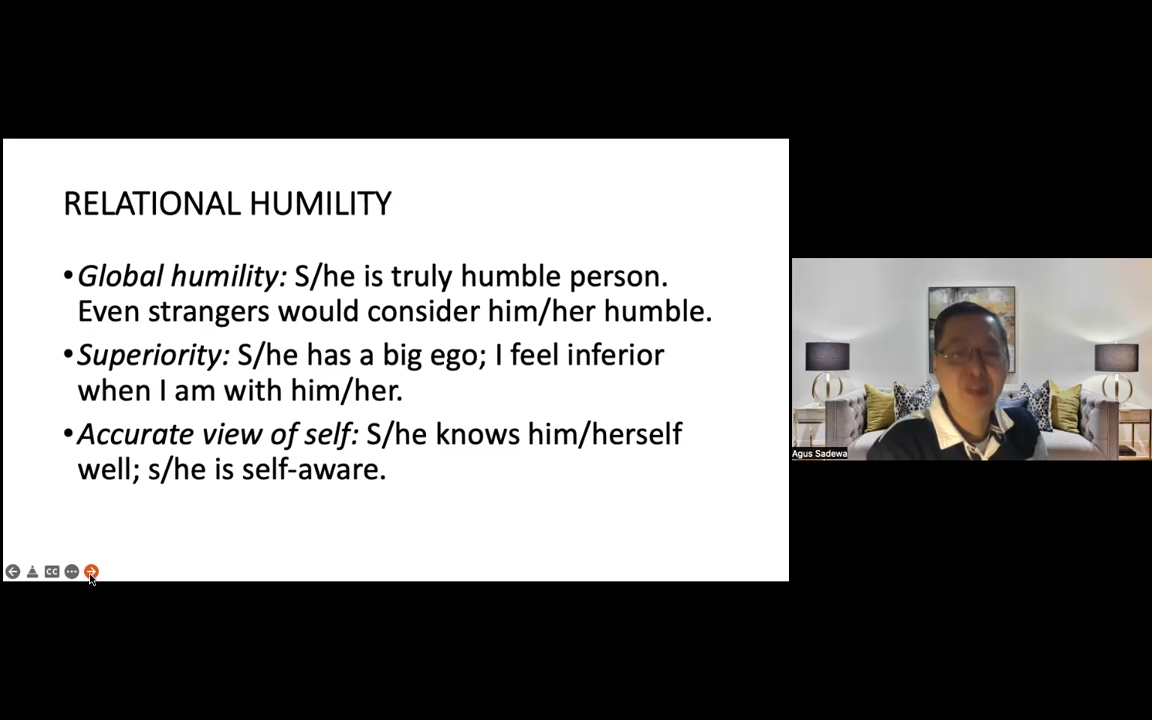 RELATIONAL HUMILITY
•Global humility: S/he is truly humble person.
Even strangers would consider him/her humble.
•Superiority: S/he has a big ego; I feel inferior
when I am with him/her.
•Accurate view of self: S/he knows him/herself
well; s/he is self-aware.
CC
Agus Sadewa